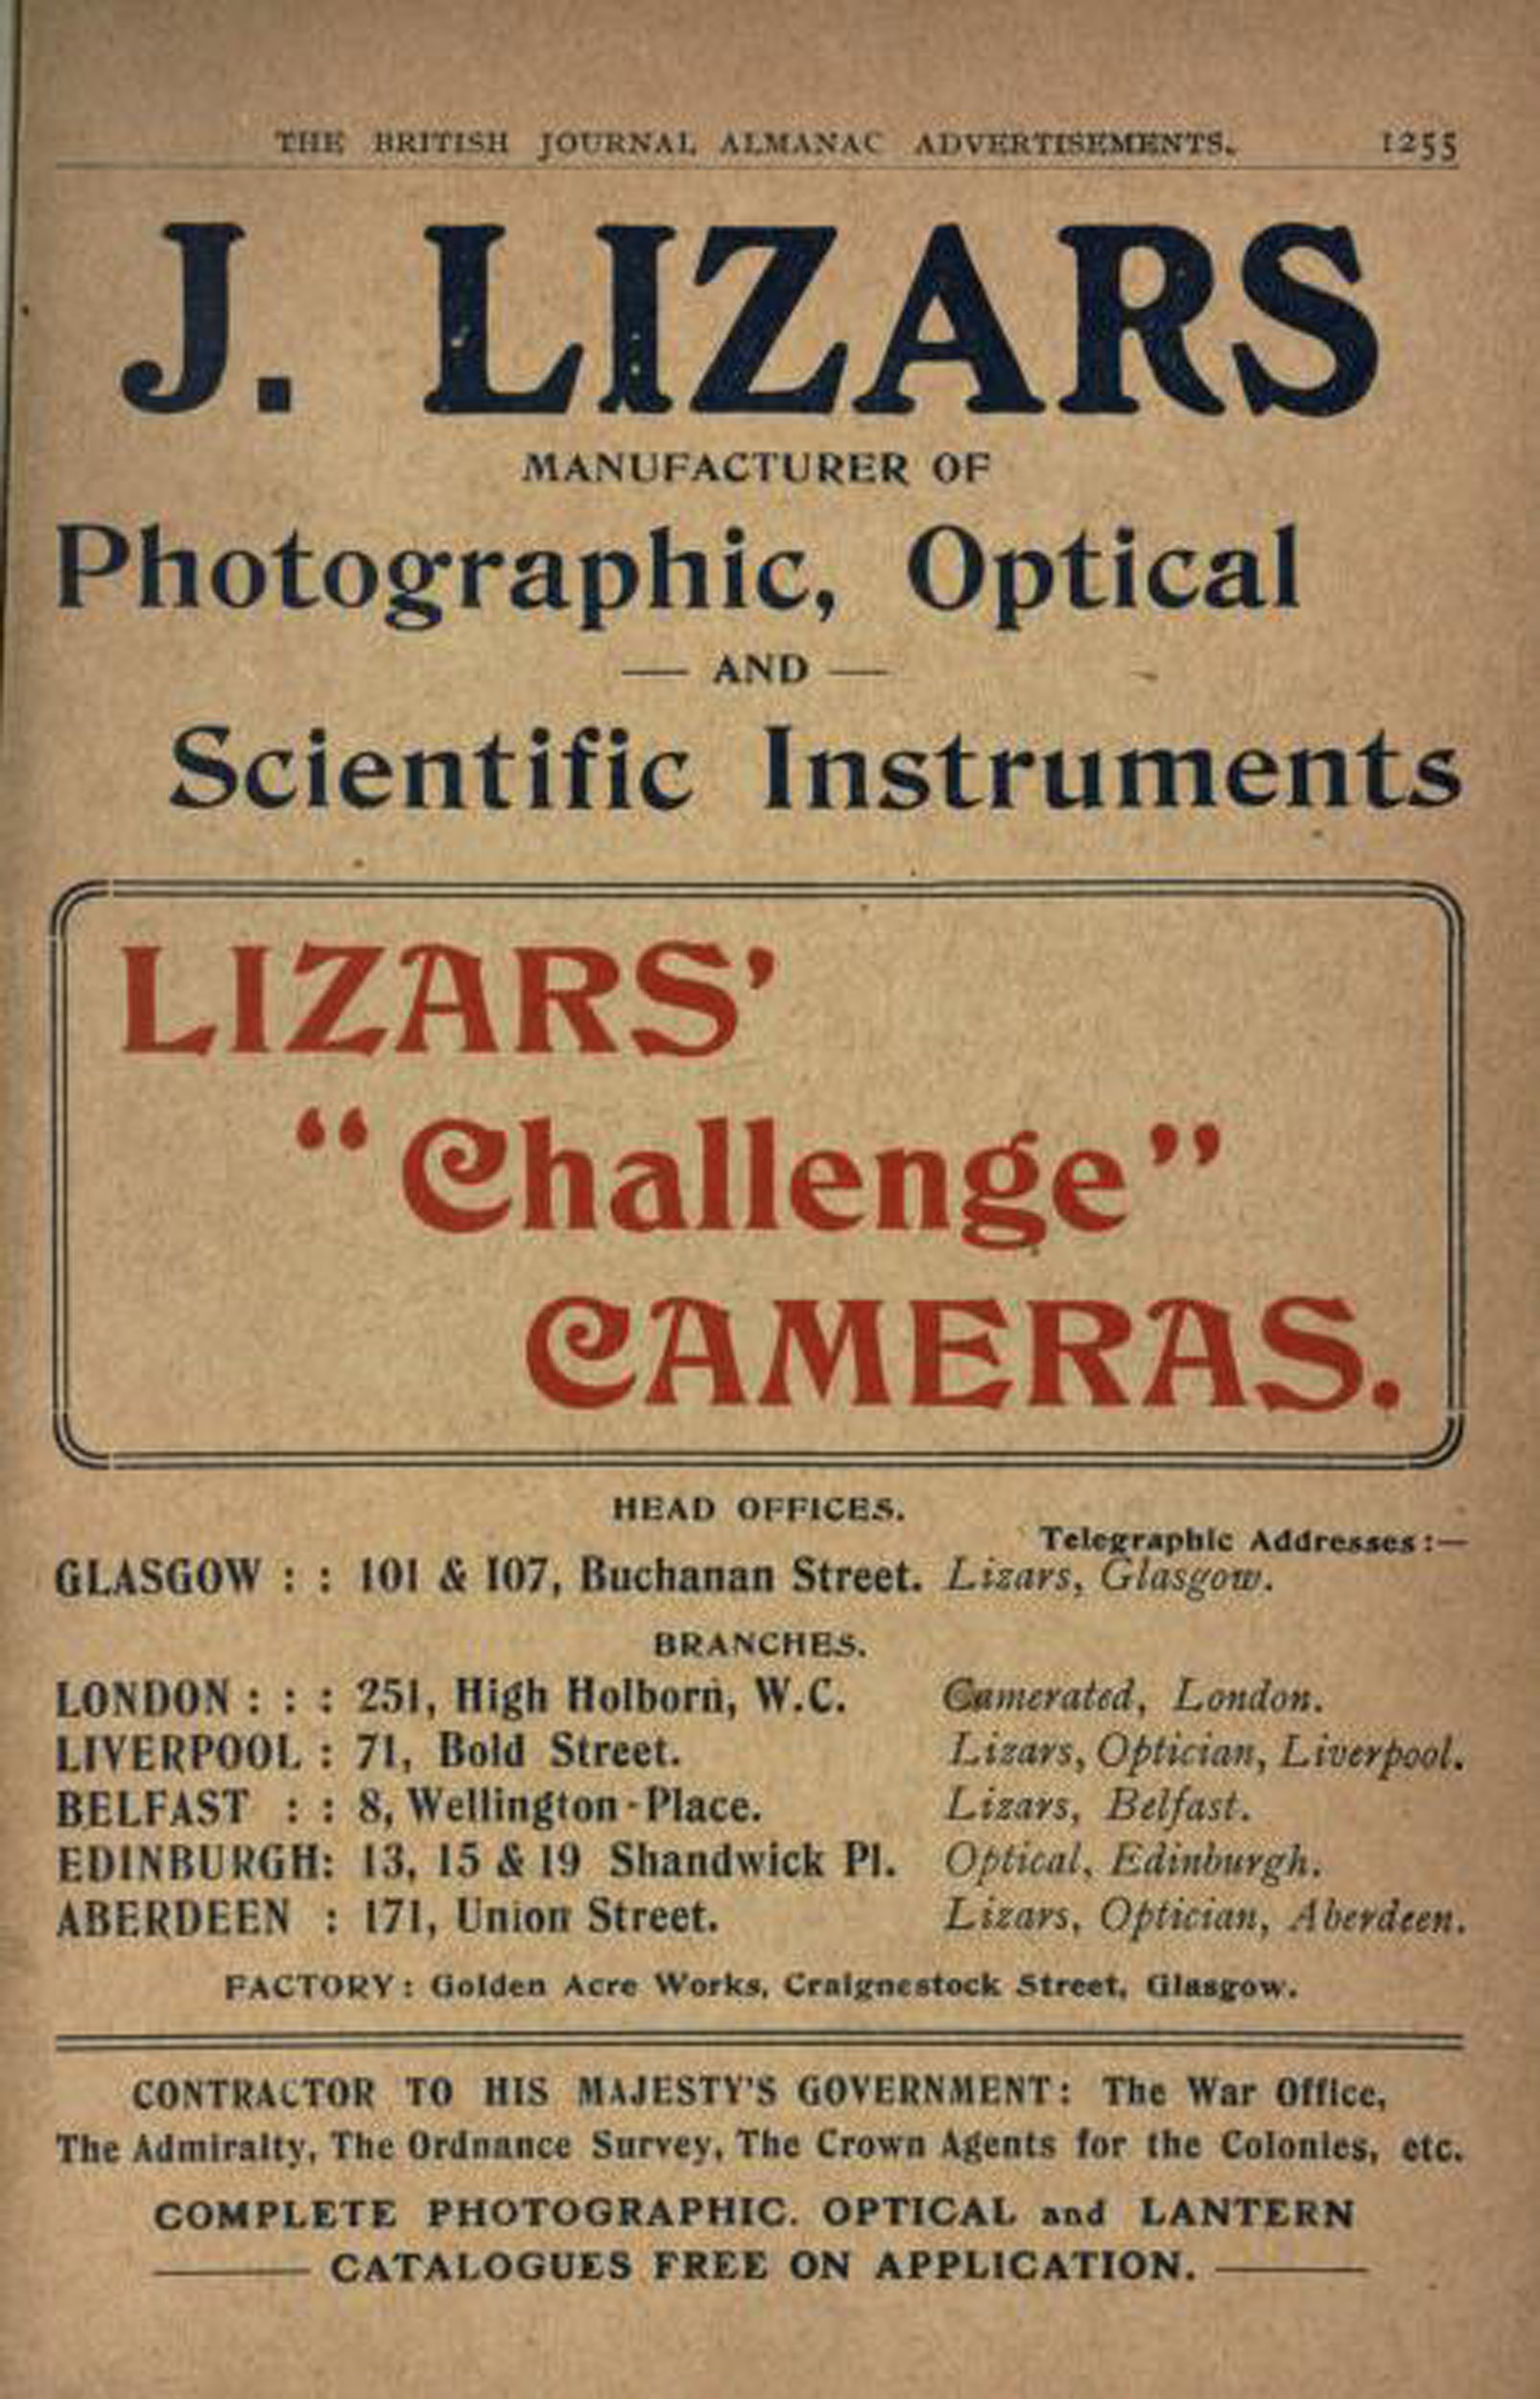 THE BRITISH JOURNAL ALMANAC ADVERTISEMENTS. 1255
J. LIZARS
MANUFACTURER OF
Photographic, Optical
— AND —
Scientific Instruments
LIZARS'
“Challenge”
CAMERAS.
HEAD OFFICES.
Telegraphic Addresses:—
GLASGOW : : 101 & 107, Buchanan Street. Lizars, Glasgow.
BRANCHES.
LONDON : : : 251, High Holborn, W.C. Camerated, London.
LIVERPOOL : 71, Bold Street. Lizars, Optician, Liverpool.
BELFAST : : 8, Wellington-Place. Lizars, Belfast.
EDINBURGH: 13, 15 & 19 Shandwick Pl. Optical, Edinburgh.
ABERDEEN : 171, Union Street. Lizars, Optician, Aberdeen.
FACTORY: Golden Acre Works, Craignestock Street, Glasgow.
CONTRACTOR TO HIS MAJESTY'S GOVERNMENT: The War Office,
The Admiralty, The Ordnance Survey, The Crown Agents for the Colonies, etc.
COMPLETE PHOTOGRAPHIC. OPTICAL and LANTERN
—— CATALOGUES FREE ON APPLICATION. ——